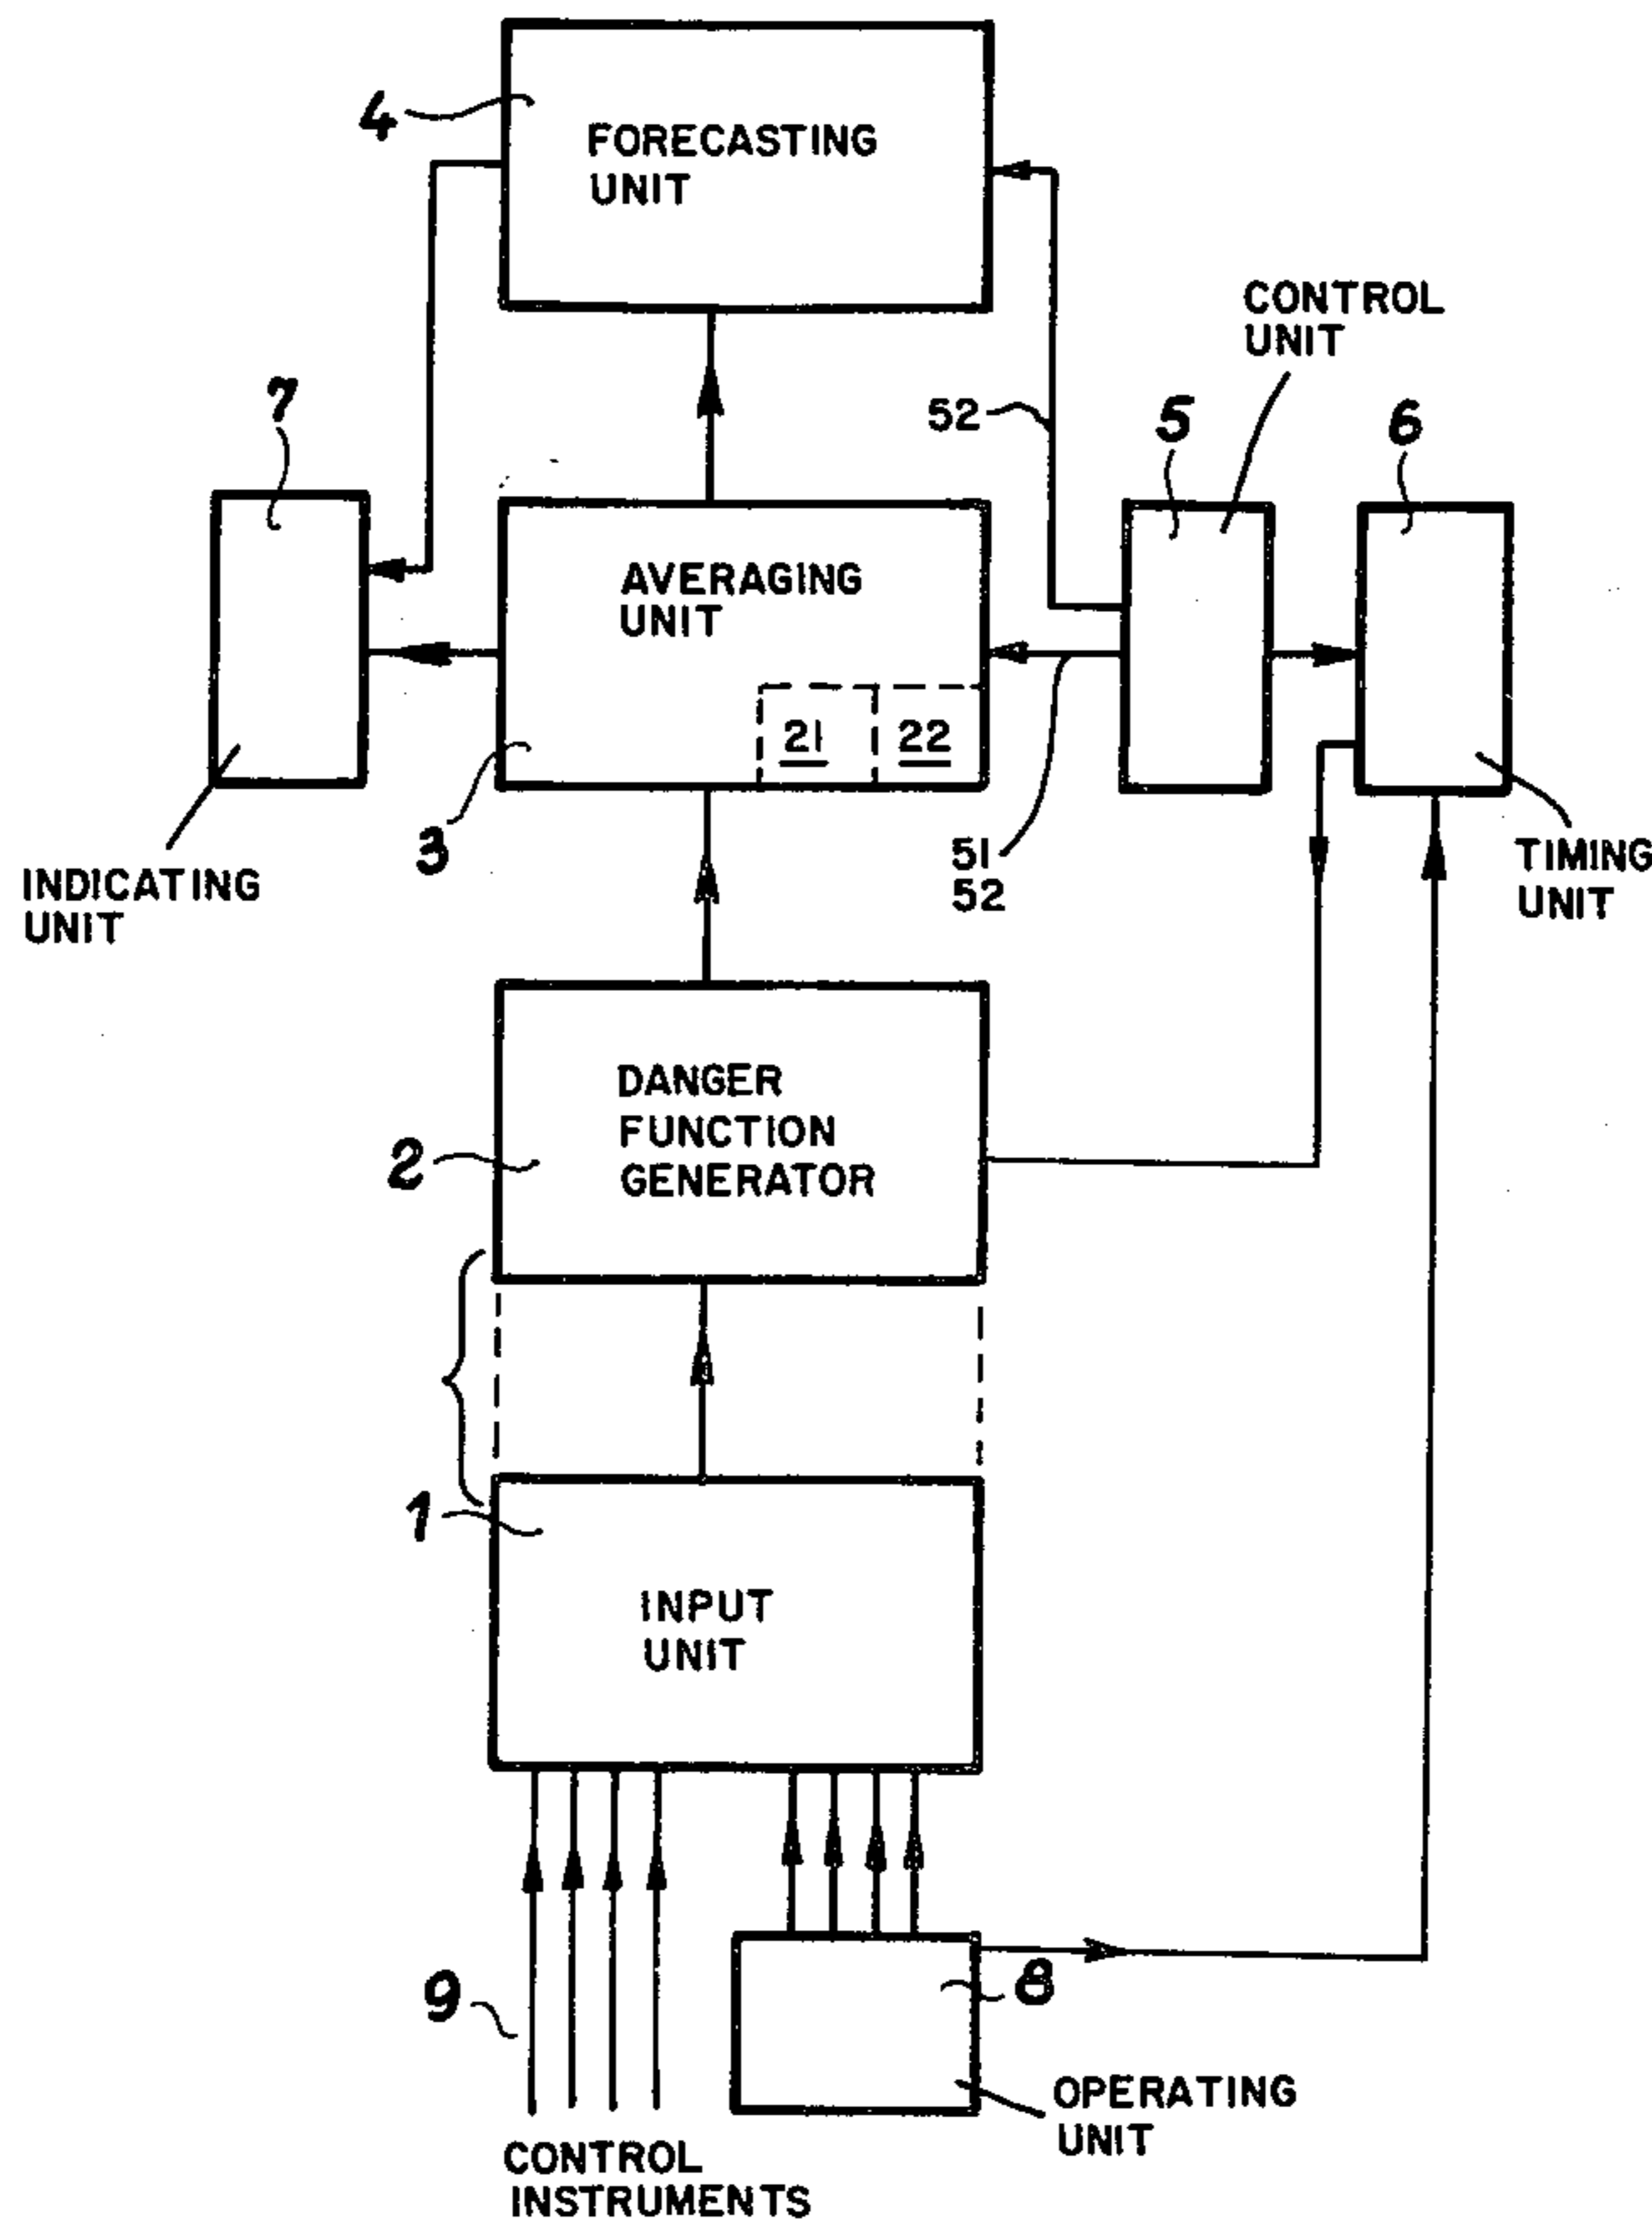 4
FORECASTING
UNIT
CONTROL
UNIT
7
52
5
6
AVERAGING
UNIT
21
22
3
51
52
INDICATING
UNIT
TIMING
UNIT
DANGER
FUNCTION
GENERATOR
2
1
INPUT
UNIT
9
8
OPERATING
UNIT
CONTROL
INSTRUMENTS